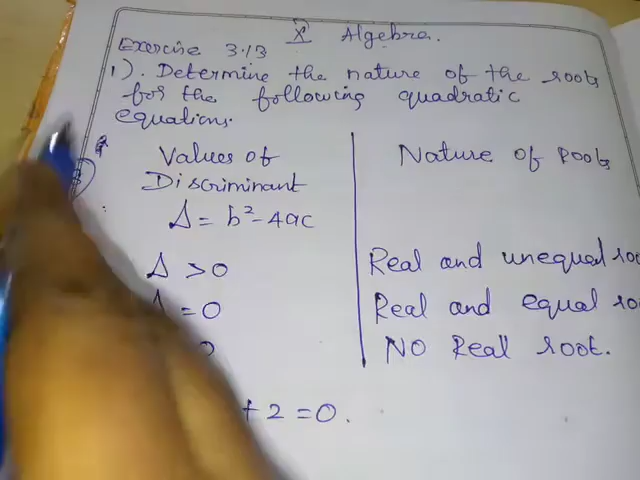 X Algebra.
Exercise 3.13
1). Determine the nature of the roots
for the following quadratic
equations.
Values of Discriminant
Δ = b² - 4ac
Nature of Roots
Δ > 0
Real and unequal
Δ = 0
Real and equal
0
No Real root.
+ 2 = 0.